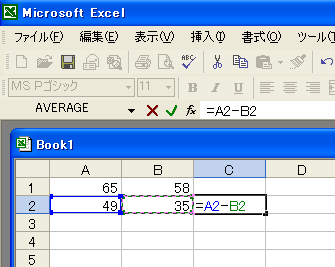 Microsoft Excel
ファイル(F) 編集(E) 表示(V) 挿入(I) 書式(O) ツール(T
ABC
MS Pゴシック 11 B I U
AVERAGE fx =A2-B2
Book1
A B C D
1 65 58
2 49 35 =A2-B2
3
4
5